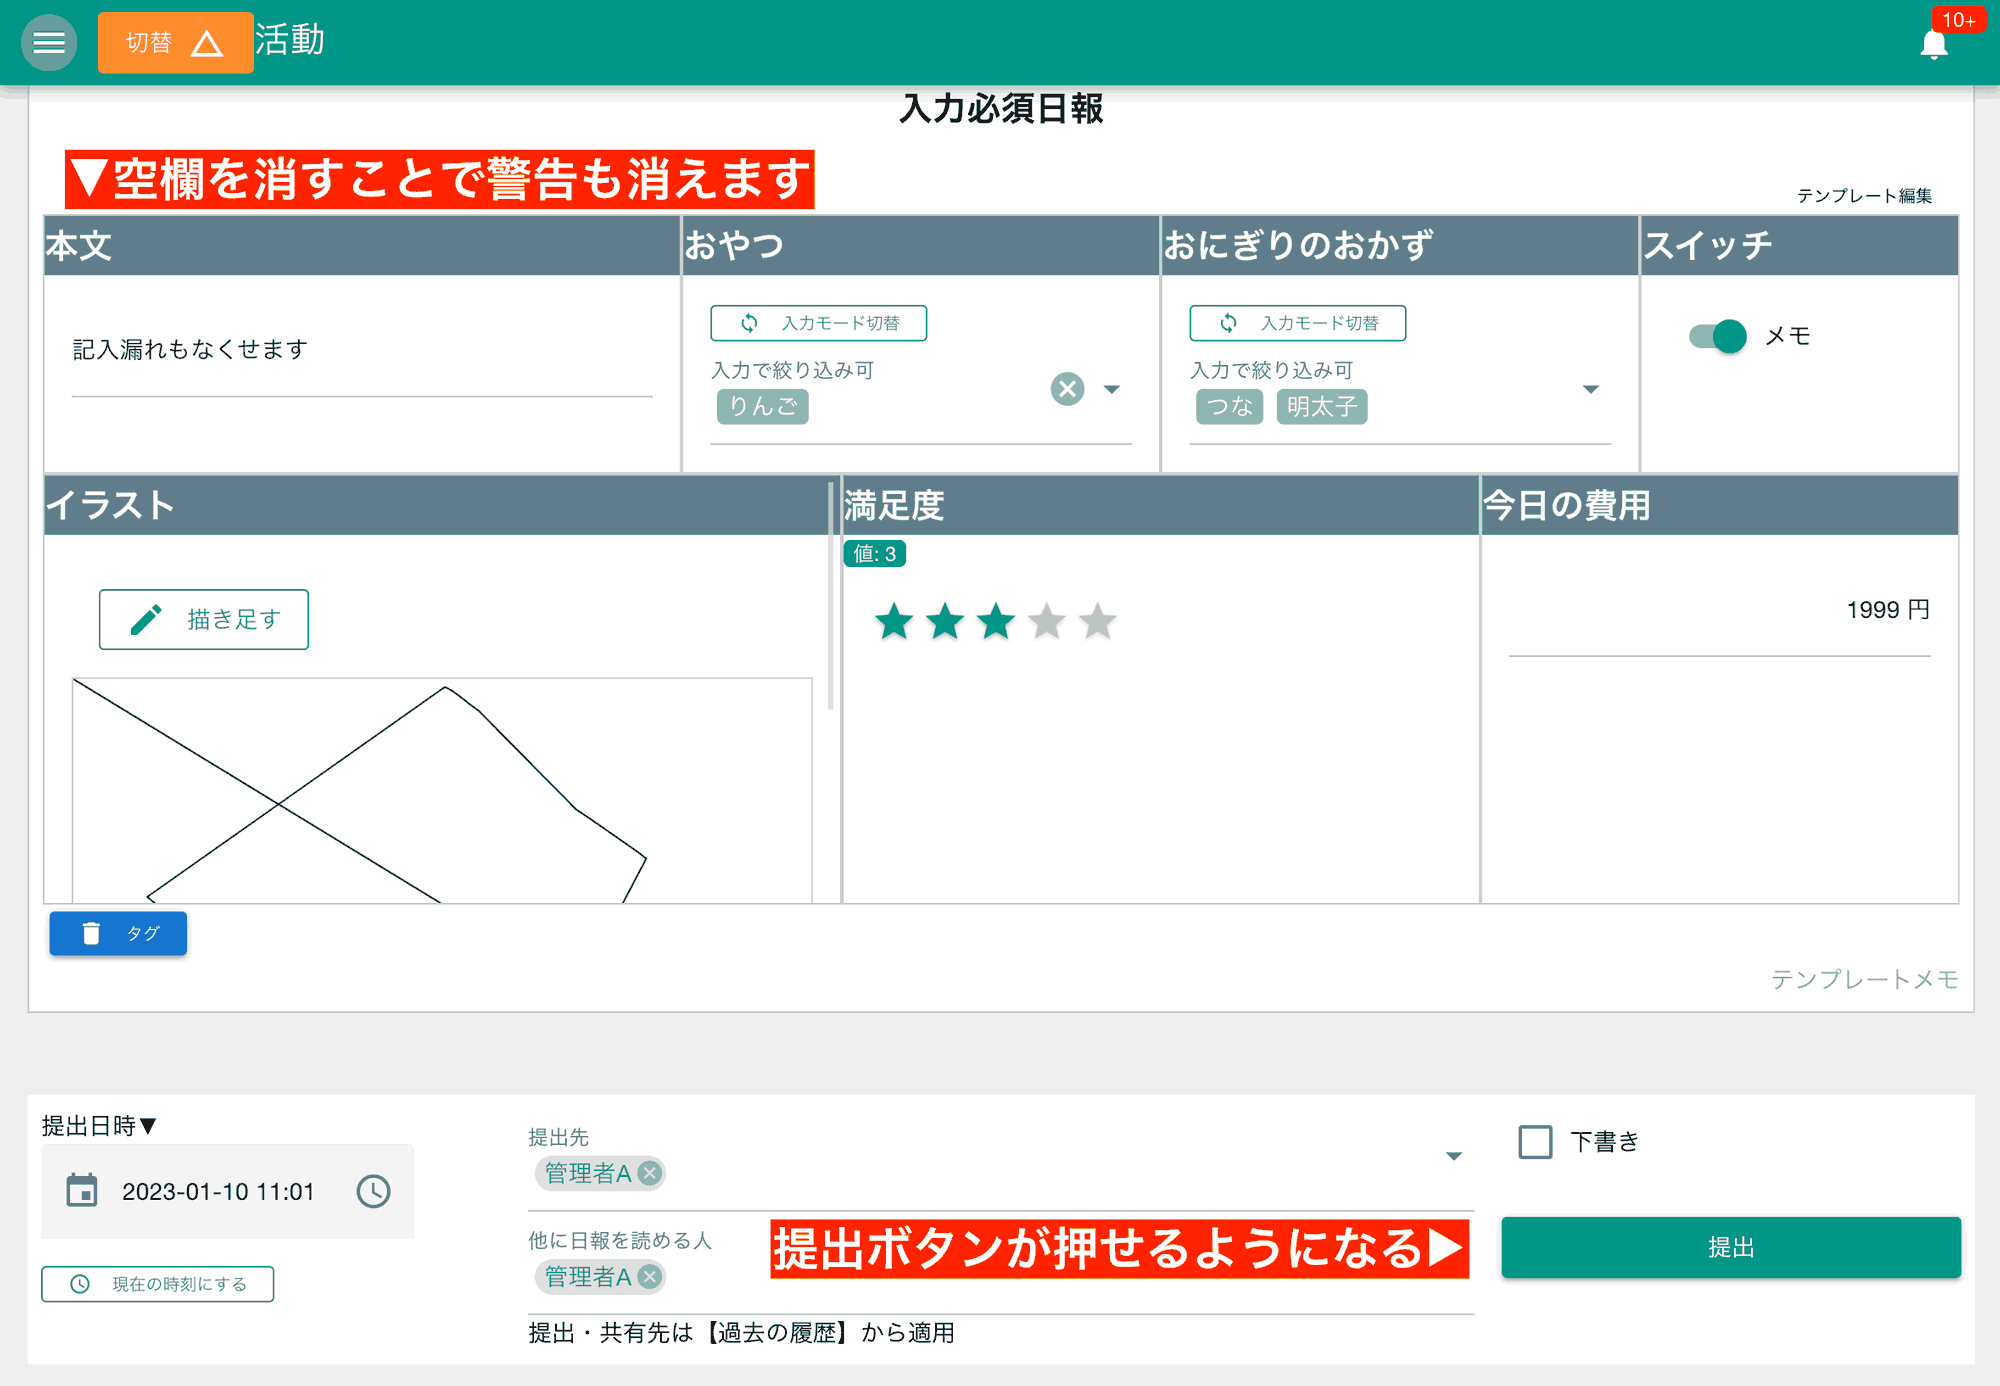 切替 活動
10+
入力必須日報
▼空欄を消すことで警告も消えます
テンプレート編集
本文
おやつ
おにぎりのおかず
スイッチ
記入漏れもなくせます
入力モード切替
入力で絞り込み可
りんご
入力モード切替
入力で絞り込み可
つな 明太子
メモ
イラスト
満足度
今日の費用
描き足す
値: 3
1999 円
タグ
テンプレートメモ
提出日時▼
2023-01-10 11:01
現在の時刻にする
提出先
管理者A
他に日報を読める人
管理者A
提出・共有先は【過去の履歴】から適用
下書き
提出ボタンが押せるようになる▶
提出